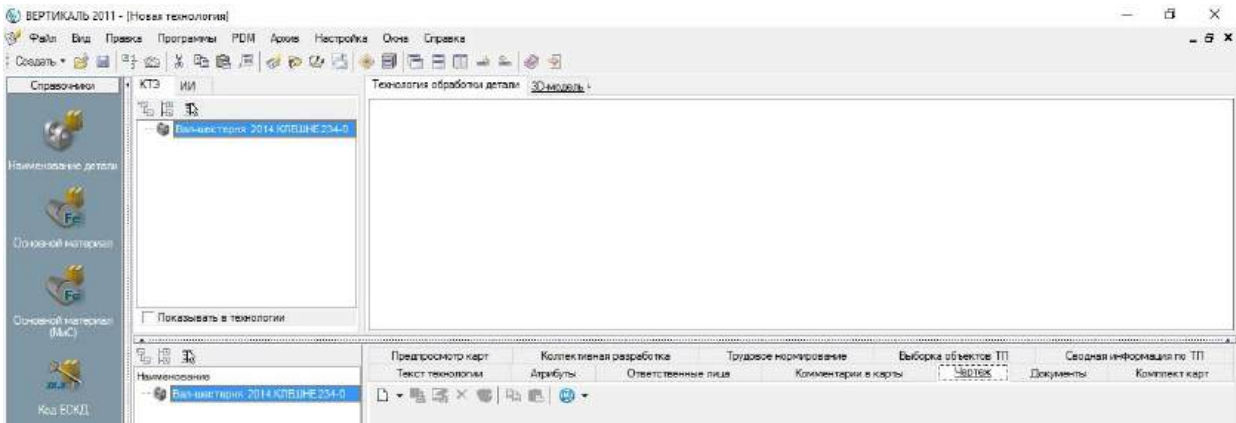 ВЕРТИКАЛЬ 2011 - [Новая технология]
Файл Вид Правка Программы PDM Архив Настройка Окна Справка
Создать
Справочники
КТЭ ИИ
Технология обработки детали 3D-модель
Вал-шестерня 2014.КЛЕШНЕ.234-0
Наименование детали
Основной материал
Основной материал (МиС)
Показывать в технологии
Предпросмотр карт Коллективная разработка Трудовое нормирование Выборка объектов ТП Сводная информация по ТП
Наименование
Текст технологии Атрибуты Ответственные лица Комментарии в карты Чертеж Документы Комплект карт
Вал-шестерня 2014.КЛЕШНЕ.234-0
Код ЕСКД